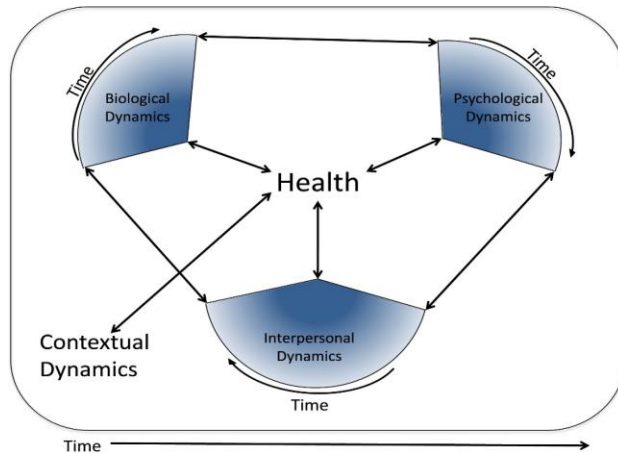 Time
Biological
Dynamics
Psychological
Dynamics
Time
Health
Contextual
Dynamics
Interpersonal
Dynamics
Time
Time